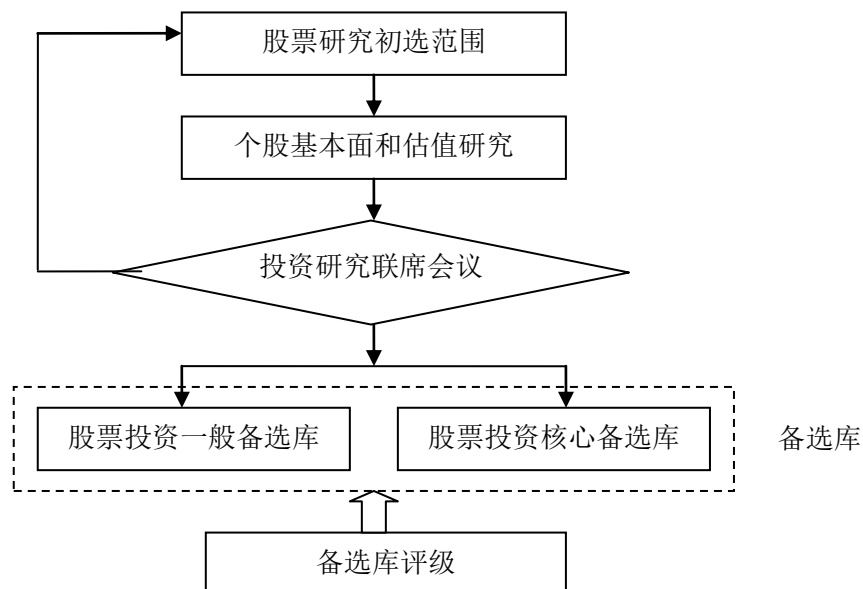 股票研究初选范围
个股基本面和估值研究
投资研究联席会议
股票投资一般备选库
股票投资核心备选库
备选库
备选库评级